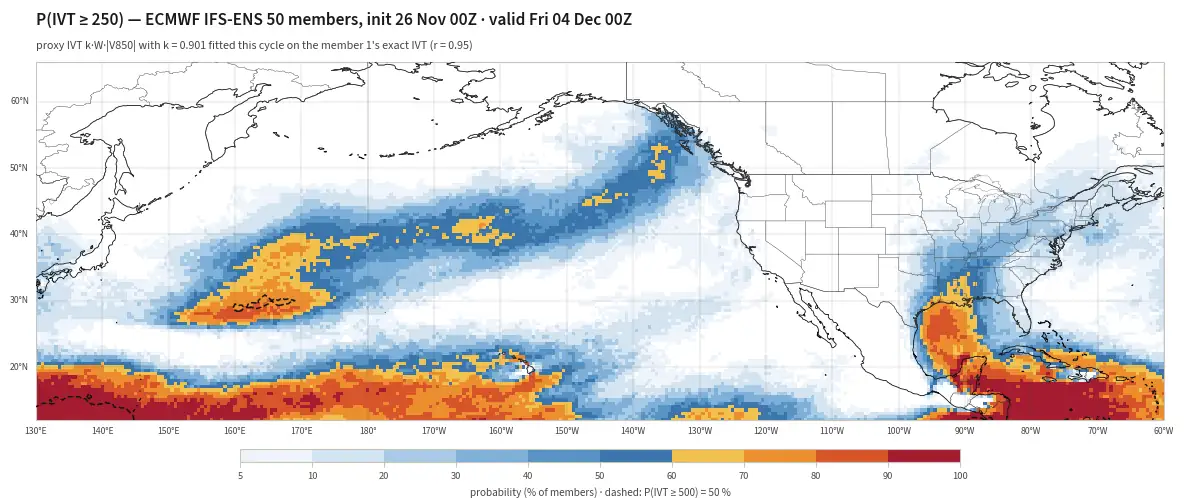 P(IVT ≥ 250) — ECMWF IFS-ENS 50 members, init 26 Nov 00Z · valid Fri 04 Dec 00Z
proxy IVT k·W·|V850| with k = 0.901 fitted this cycle on the member 1's exact IVT (r = 0.95)
60°N
50°N
40°N
30°N
20°N
130°E 140°E 150°E 160°E 170°E 180° 170°W 160°W 150°W 140°W 130°W 120°W 110°W 100°W 90°W 80°W 70°W 60°W
5 10 20 30 40 50 60 70 80 90 100
probability (% of members) · dashed: P(IVT ≥ 500) = 50 %